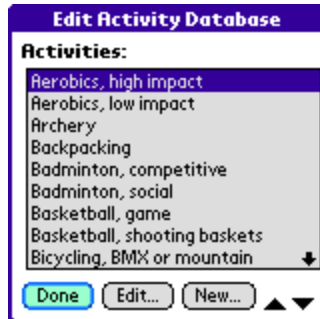 Edit Activity Database
Activities:
Aerobics, high impact
Aerobics, low impact
Archery
Backpacking
Badminton, competitive
Badminton, social
Basketball, game
Basketball, shooting baskets
Bicycling, BMX or mountain
Done Edit... New...